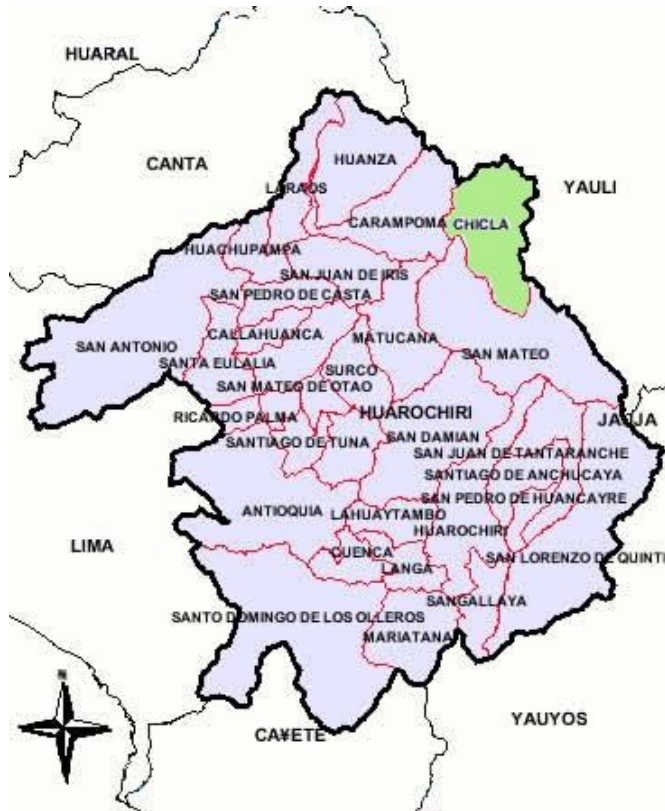 HUARAL
CANTA
HUANZA
YAULI
LARAOS
CARAMPOMA
CHICLA
HUACHUPAMPA
SAN JUAN DE IRIS
SAN PEDRO DE CASTA
CALLAHUANCA
MATUCANA
SAN ANTONIO
SAN MATEO
SANTA EULALIA
SURCO
SAN MATEO DE OTAO
RICARDO PALMA
HUAROCHIRI
JAUJA
SANTIAGO DE TUNA
SAN DAMIAN
SAN JUAN DE TANTARANCHE
SANTIAGO DE ANCHUCAYA
SAN PEDRO DE HUANCAYRE
ANTIOQUIA
LAHUAYTAMBO
HUAROCHIRI
LIMA
CUENCA
SAN LORENZO DE QUINTI
LANGA
SANGALLAYA
SANTO DOMINGO DE LOS OLLEROS
MARIATANA
N
YAUYOS
CA¥ETE